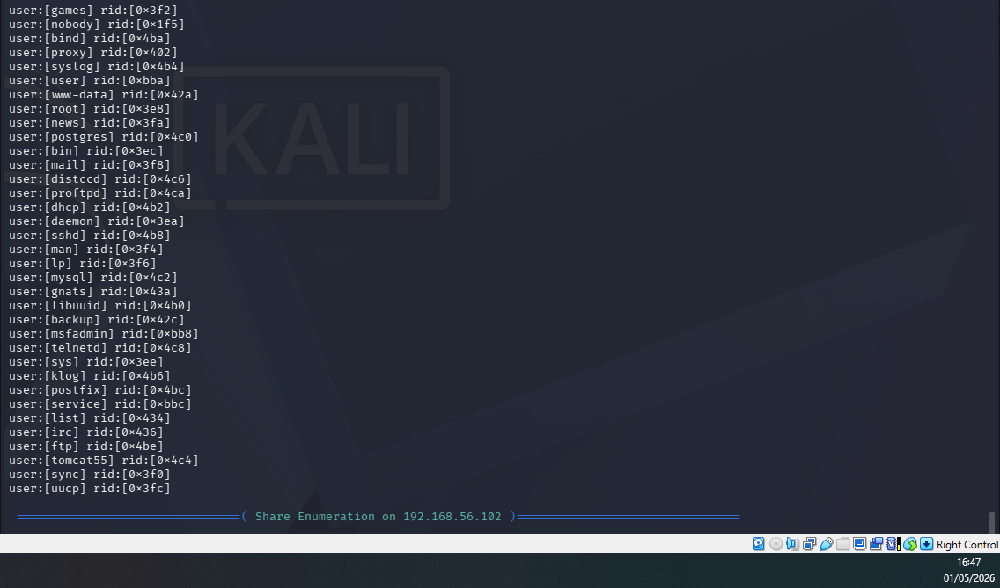 user:[games] rid:[0×3f2]
user:[nobody] rid:[0×1f5]
user:[bind] rid:[0×4ba]
user:[proxy] rid:[0×402]
user:[syslog] rid:[0×4b4]
user:[user] rid:[0×bba]
user:[www-data] rid:[0×42a]
user:[root] rid:[0×3e8]
user:[news] rid:[0×3fa]
user:[postgres] rid:[0×4c0]
user:[bin] rid:[0×3ec]
user:[mail] rid:[0×3f8]
user:[distccd] rid:[0×4c6]
user:[proftpd] rid:[0×4ca]
user:[dhcp] rid:[0×4b2]
user:[daemon] rid:[0×3ea]
user:[sshd] rid:[0×4b8]
user:[man] rid:[0×3f4]
user:[lp] rid:[0×3f6]
user:[mysql] rid:[0×4c2]
user:[gnats] rid:[0×43a]
user:[libuuid] rid:[0×4b0]
user:[backup] rid:[0×42c]
user:[msfadmin] rid:[0×bb8]
user:[telnetd] rid:[0×4c8]
user:[sys] rid:[0×3ee]
user:[klog] rid:[0×4b6]
user:[postfix] rid:[0×4bc]
user:[service] rid:[0×bbc]
user:[list] rid:[0×434]
user:[irc] rid:[0×436]
user:[ftp] rid:[0×4be]
user:[tomcat55] rid:[0×4c4]
user:[sync] rid:[0×3f0]
user:[uucp] rid:[0×3fc]
( Share Enumeration on 192.168.56.102 )
KALI
Right Control
16:47
01/05/2026